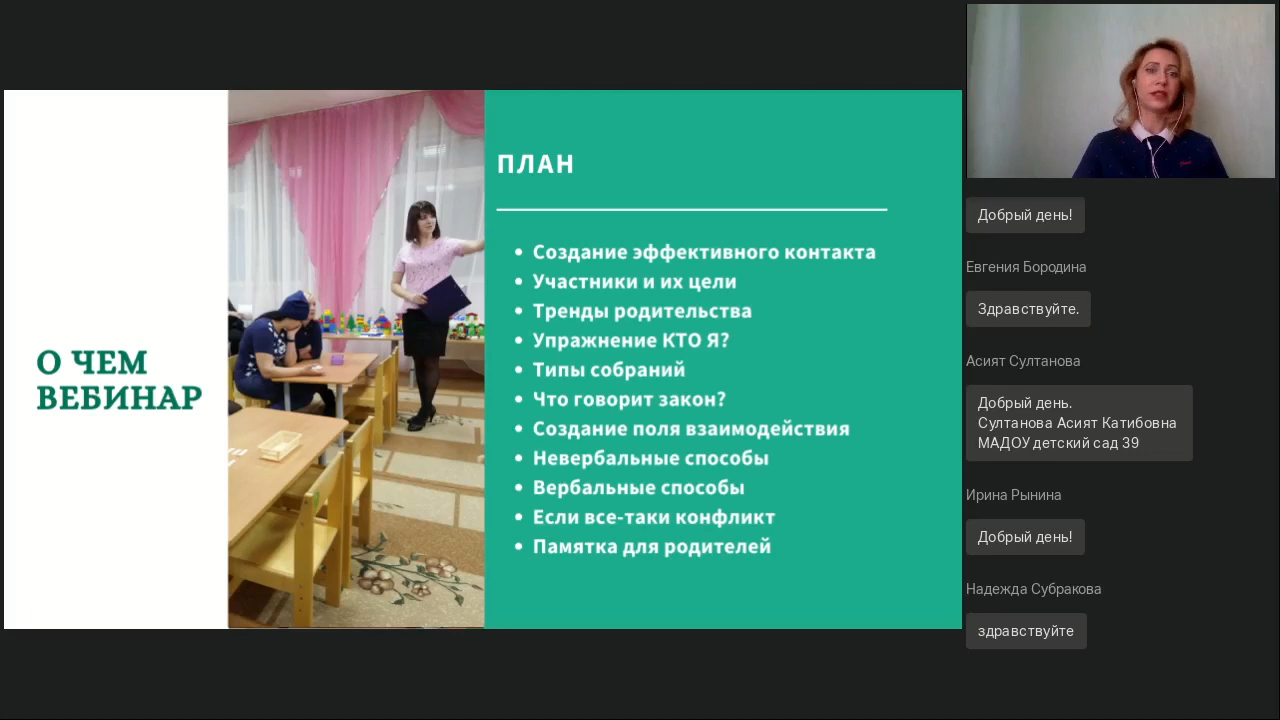 О ЧЕМ
ВЕБИНАР
ПЛАН
• Создание эффективного контакта
• Участники и их цели
• Тренды родительства
• Упражнение КТО Я?
• Типы собраний
• Что говорит закон?
• Создание поля взаимодействия
• Невербальные способы
• Вербальные способы
• Если все-таки конфликт
• Памятка для родителей
Добрый день!
Евгения Бородина
Здравствуйте.
Асият Султанова
Добрый день.
Султанова Асият Катибовна
МАДОУ детский сад 39
Ирина Рынина
Добрый день!
Надежда Субракова
здравствуйте